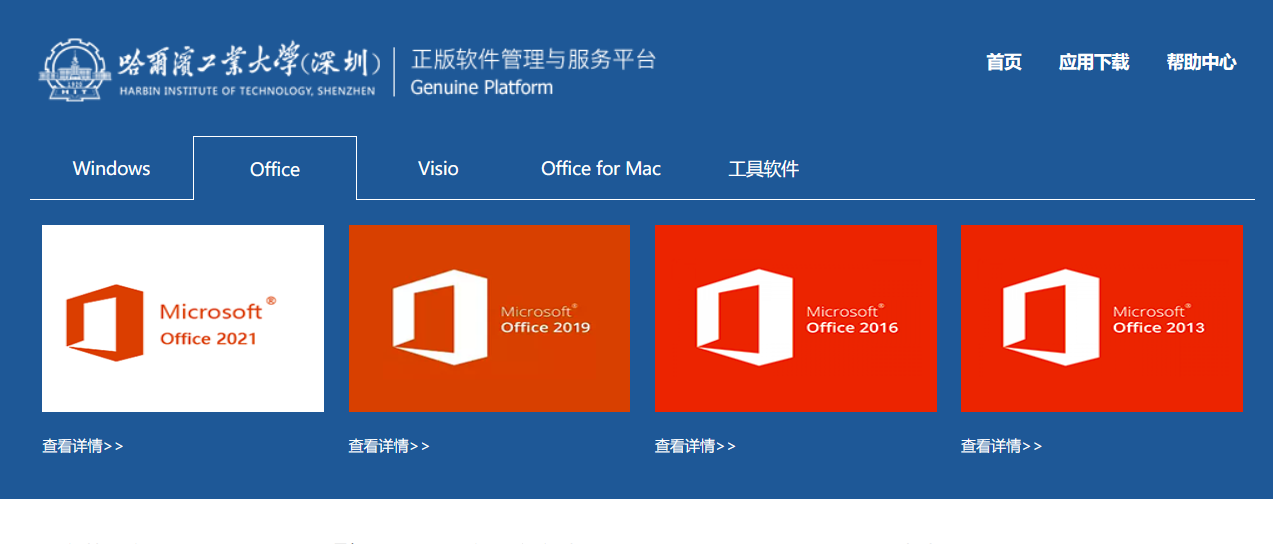 哈爾濱工業大學(深圳)
HARBIN INSTITUTE OF TECHNOLOGY, SHENZHEN
HIT
正版软件管理与服务平台
Genuine Platform
首页 应用下载 帮助中心
Windows Office Visio Office for Mac 工具软件
Microsoft®
Office 2021
Microsoft®
Office 2019
Microsoft®
Office 2016
Microsoft®
Office 2013
查看详情>> 查看详情>> 查看详情>> 查看详情>>